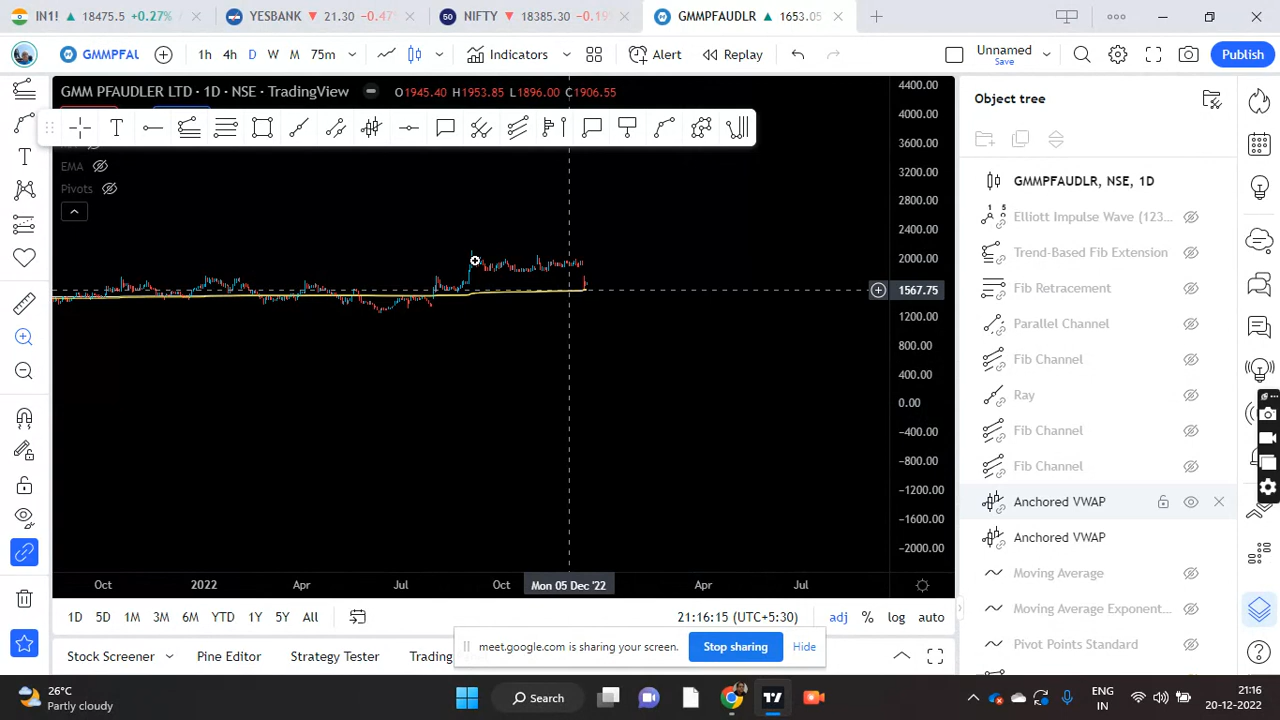 IN1! ▲ 18475.5 +0.27%
YESBANK ▼ 21.30 −0.47%
50 NIFTY ▼ 18385.30 −0.19%
GMMPFAUDLR ▲ 1653.05
GMMPFAU
1h 4h D W M 75m
Indicators
Alert
Replay
Unnamed
Save
Publish
GMM PFAUDLER LTD · 1D · NSE · TradingView
O1945.40 H1953.85 L1896.00 C1906.55
EMA
Pivots
4400.00
4000.00
3600.00
3200.00
2800.00
2400.00
2000.00
1567.75
1200.00
800.00
400.00
0.00
−400.00
−800.00
−1200.00
−1600.00
−2000.00
Oct 2022 Apr Jul Oct Mon 05 Dec '22 Apr Jul
1D 5D 1M 3M 6M YTD 1Y 5Y All
21:16:15 (UTC+5:30)
adj % log auto
Stock Screener
Pine Editor
Strategy Tester
Trading
meet.google.com is sharing your screen.
Stop sharing
Hide
Object tree
GMMPFAUDLR, NSE, 1D
Elliott Impulse Wave (123...
Trend-Based Fib Extension
Fib Retracement
Parallel Channel
Fib Channel
Ray
Fib Channel
Fib Channel
Anchored VWAP
Anchored VWAP
Moving Average
Moving Average Exponent...
Pivot Points Standard
26°C
Partly cloudy
Search
ENG
IN
21:16
20-12-2022